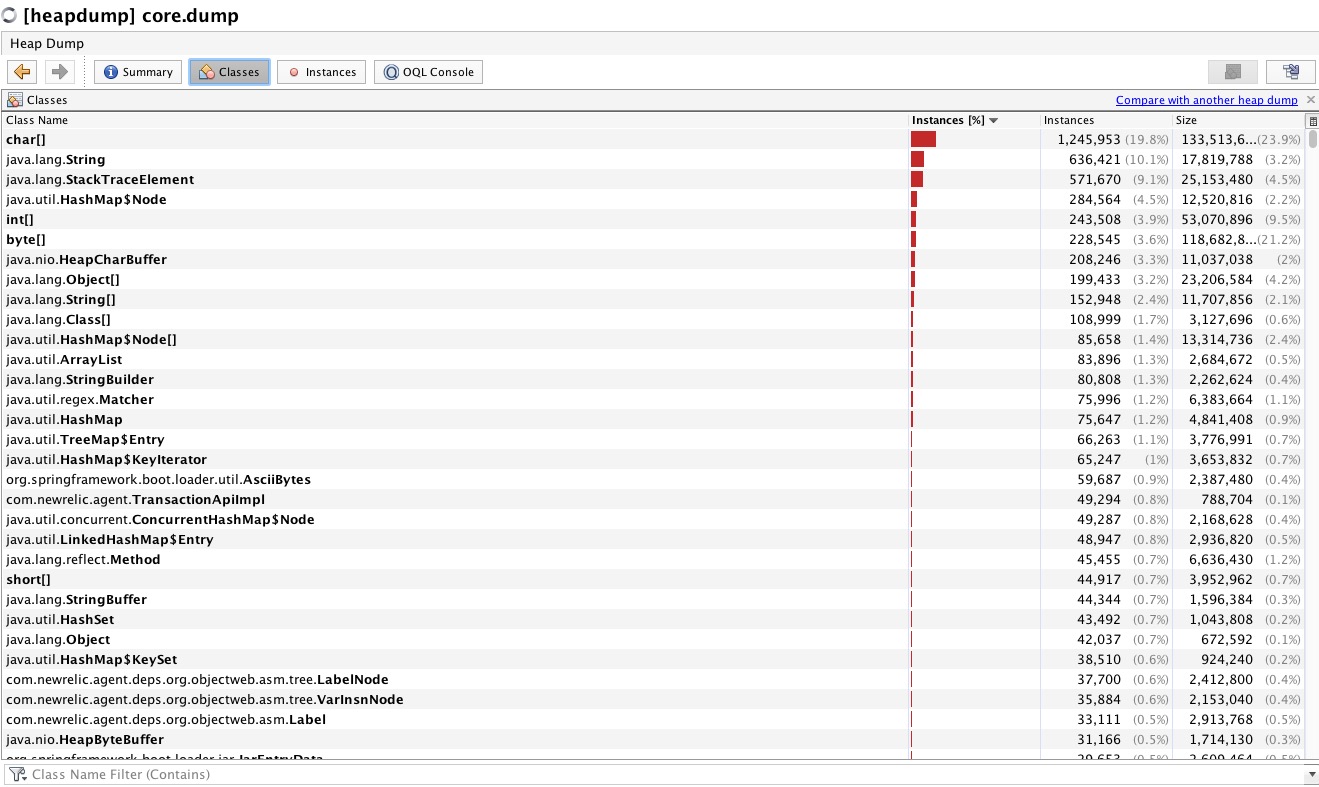 [heapdump] core.dump
Heap Dump
Summary Classes Instances OQL Console
Classes Compare with another heap dump
Class Name Instances [%] Instances Size
char[] 1,245,953 (19.8%) 133,513,6...(23.9%)
java.lang.String 636,421 (10.1%) 17,819,788 (3.2%)
java.lang.StackTraceElement 571,670 (9.1%) 25,153,480 (4.5%)
java.util.HashMap$Node 284,564 (4.5%) 12,520,816 (2.2%)
int[] 243,508 (3.9%) 53,070,896 (9.5%)
byte[] 228,545 (3.6%) 118,682,8...(21.2%)
java.nio.HeapCharBuffer 208,246 (3.3%) 11,037,038 (2%)
java.lang.Object[] 199,433 (3.2%) 23,206,584 (4.2%)
java.lang.String[] 152,948 (2.4%) 11,707,856 (2.1%)
java.lang.Class[] 108,999 (1.7%) 3,127,696 (0.6%)
java.util.HashMap$Node[] 85,658 (1.4%) 13,314,736 (2.4%)
java.util.ArrayList 83,896 (1.3%) 2,684,672 (0.5%)
java.lang.StringBuilder 80,808 (1.3%) 2,262,624 (0.4%)
java.util.regex.Matcher 75,996 (1.2%) 6,383,664 (1.1%)
java.util.HashMap 75,647 (1.2%) 4,841,408 (0.9%)
java.util.TreeMap$Entry 66,263 (1.1%) 3,776,991 (0.7%)
java.util.HashMap$KeyIterator 65,247 (1%) 3,653,832 (0.7%)
org.springframework.boot.loader.util.AsciiBytes 59,687 (0.9%) 2,387,480 (0.4%)
com.newrelic.agent.TransactionApiImpl 49,294 (0.8%) 788,704 (0.1%)
java.util.concurrent.ConcurrentHashMap$Node 49,287 (0.8%) 2,168,628 (0.4%)
java.util.LinkedHashMap$Entry 48,947 (0.8%) 2,936,820 (0.5%)
java.lang.reflect.Method 45,455 (0.7%) 6,636,430 (1.2%)
short[] 44,917 (0.7%) 3,952,962 (0.7%)
java.lang.StringBuffer 44,344 (0.7%) 1,596,384 (0.3%)
java.util.HashSet 43,492 (0.7%) 1,043,808 (0.2%)
java.lang.Object 42,037 (0.7%) 672,592 (0.1%)
java.util.HashMap$KeySet 38,510 (0.6%) 924,240 (0.2%)
com.newrelic.agent.deps.org.objectweb.asm.tree.LabelNode 37,700 (0.6%) 2,412,800 (0.4%)
com.newrelic.agent.deps.org.objectweb.asm.tree.VarInsnNode 35,884 (0.6%) 2,153,040 (0.4%)
com.newrelic.agent.deps.org.objectweb.asm.Label 33,111 (0.5%) 2,913,768 (0.5%)
java.nio.HeapByteBuffer 31,166 (0.5%) 1,714,130 (0.3%)
org.springframework.boot.loader.jar.JarEntryData
Class Name Filter (Contains)